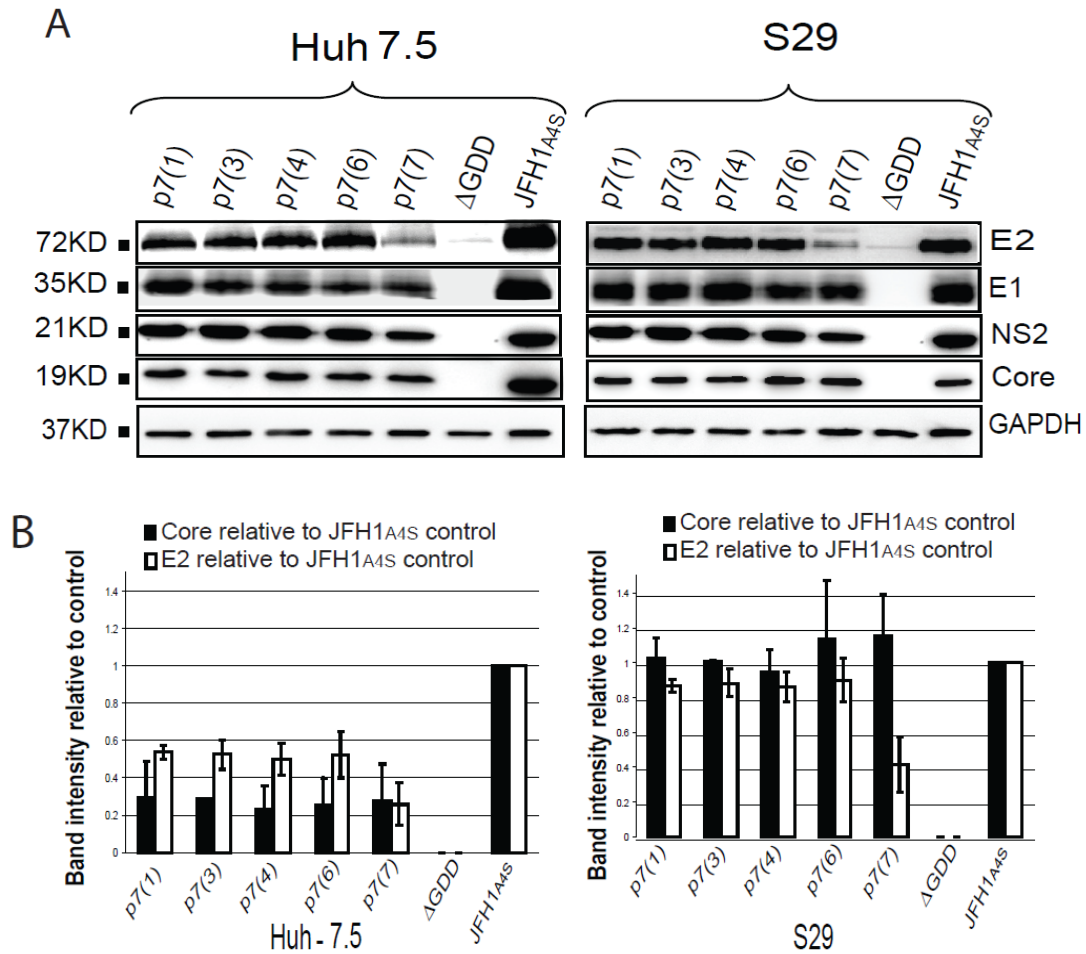 A
Huh 7.5
S29
p7(1) p7(3) p7(4) p7(6) p7(7) ΔGDD JFH1A4S
p7(1) p7(3) p7(4) p7(6) p7(7) ΔGDD JFH1A4S
72KD E2
35KD E1
21KD NS2
19KD Core
37KD GAPDH
B
Core relative to JFH1A4S control
E2 relative to JFH1A4S control
Band intensity relative to control
1.4
1.2
1
0.8
0.6
0.4
0.2
0
p7(1) p7(3) p7(4) p7(6) p7(7) ΔGDD JFH1A4S
Huh - 7.5
Core relative to JFH1A4S control
E2 relative to JFH1A4S control
Band intensity relative to control
1.4
1.2
1
0.8
0.6
0.4
0.2
0
p7(1) p7(3) p7(4) p7(6) p7(7) ΔGDD JFH1A4S
S29